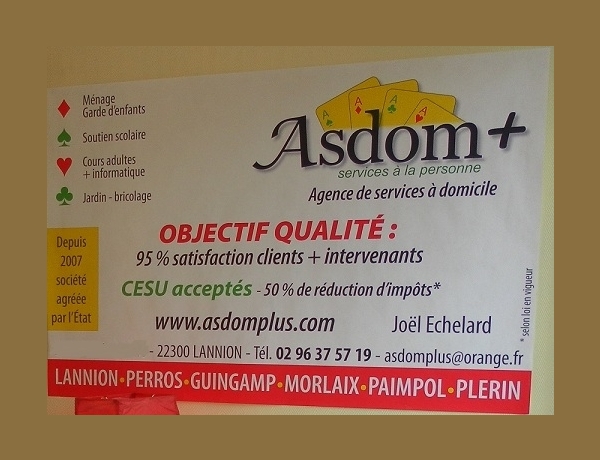 Ménage
Garde d'enfants
Soutien scolaire
Cours adultes
+ informatique
Jardin - bricolage
A A A A
Asdom+
services à la personne
Agence de services à domicile
OBJECTIF QUALITÉ :
95 % satisfaction clients + intervenants
Depuis
2007
société
agréée
par l'État
CESU acceptés - 50 % de réduction d'impôts*
www.asdomplus.com Joël Echelard
* selon loi en vigueur
- 22300 LANNION - Tél. 02 96 37 57 19 - asdomplus@orange.fr
LANNION•PERROS•GUINGAMP•MORLAIX•PAIMPOL•PLERIN